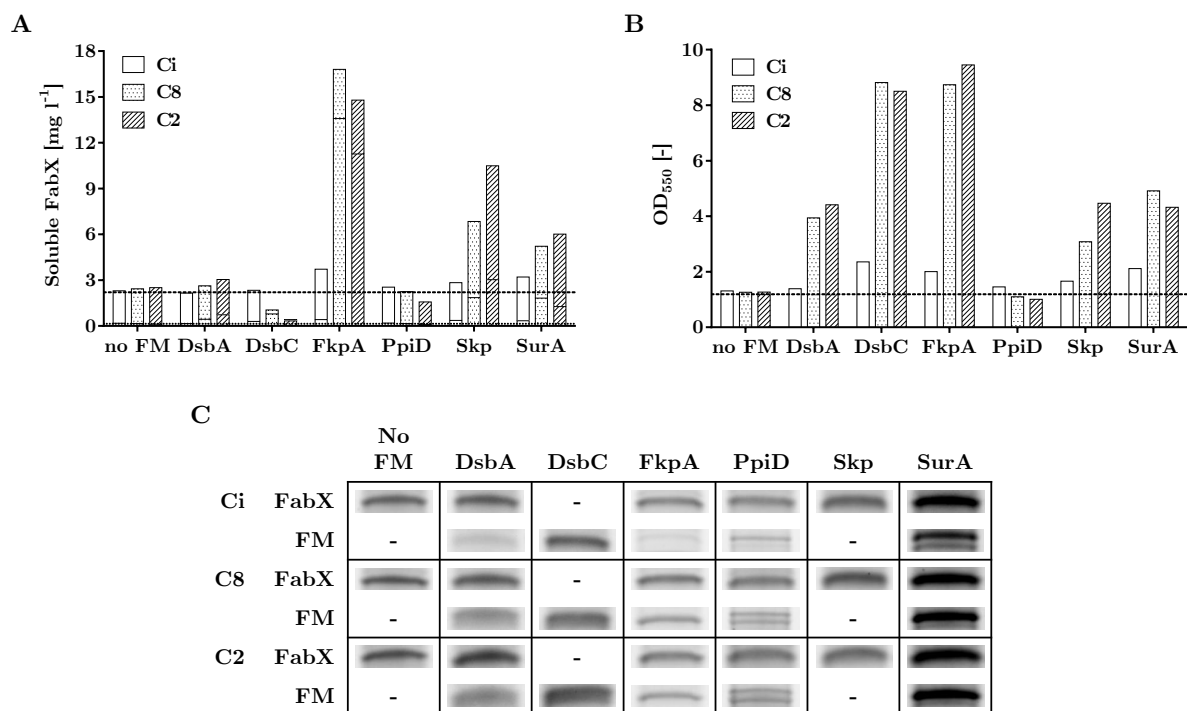 A
B
Soluble FabX [mg l⁻¹]
18
15
12
9
6
3
0
Ci
C8
C2
no FM DsbA DsbC FkpA PpiD Skp SurA
OD₅₅₀ [-]
10
8
6
4
2
0
Ci
C8
C2
no FM DsbA DsbC FkpA PpiD Skp SurA
C
No
FM DsbA DsbC FkpA PpiD Skp SurA
Ci FabX -
FM - -
C8 FabX -
FM - -
C2 FabX -
FM - -